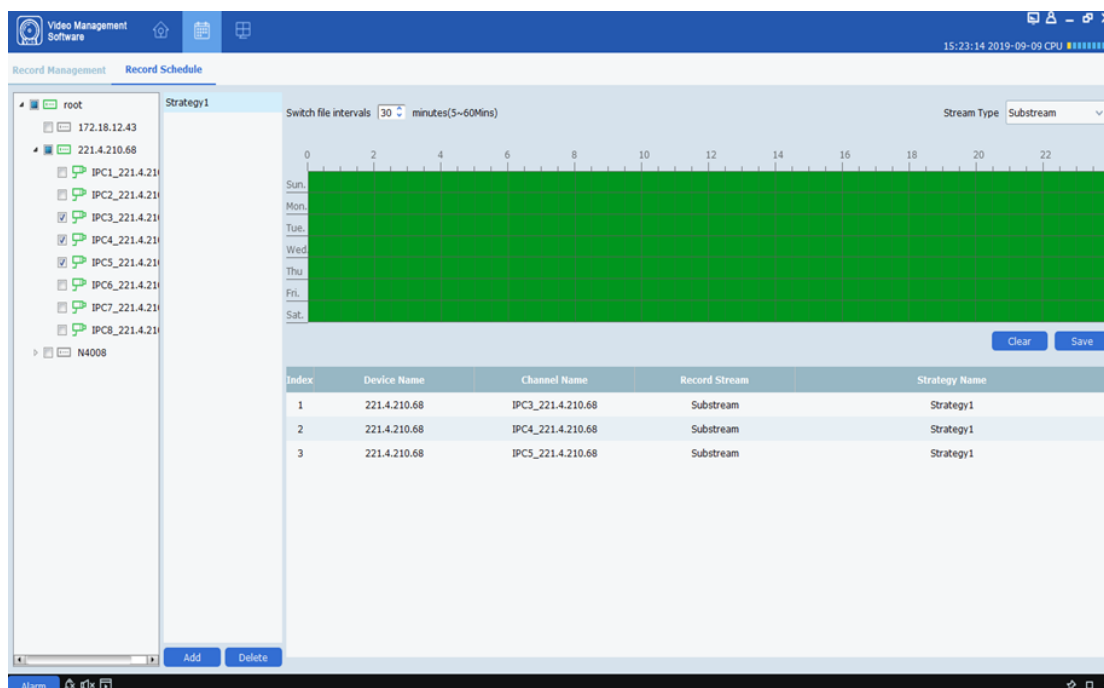 Video Management
Software
15:23:14 2019-09-09 CPU
Record Management Record Schedule
root
172.18.12.43
221.4.210.68
IPC1_221.4.21
IPC2_221.4.21
IPC3_221.4.21
IPC4_221.4.21
IPC5_221.4.21
IPC6_221.4.21
IPC7_221.4.21
IPC8_221.4.21
N4008
Strategy1
Add Delete
Switch file intervals 30 minutes(5~60Mins) Stream Type Substream
0 2 4 6 8 10 12 14 16 18 20 22
Sun.
Mon.
Tue.
Wed.
Thu
Fri.
Sat.
Clear Save
Index Device Name Channel Name Record Stream Strategy Name
1 221.4.210.68 IPC3_221.4.210.68 Substream Strategy1
2 221.4.210.68 IPC4_221.4.210.68 Substream Strategy1
3 221.4.210.68 IPC5_221.4.210.68 Substream Strategy1
Alarm